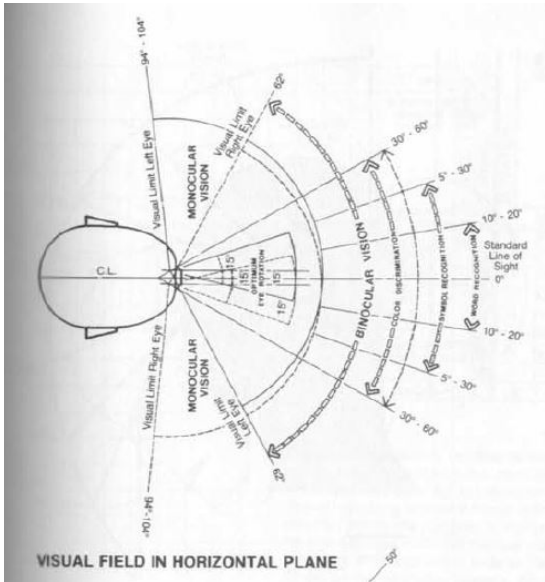 94° - 104°
Visual Limit Left Eye
MONOCULAR
VISION
Visual Limit
Right Eye
62°
30° - 60°
5° - 30°
10° - 20°
Standard
Line of
Sight
0°
C.L.
15°
15°
15°
15°
OPTIMUM
EYE ROTATION
BINOCULAR VISION
COLOR DISCRIMINATION
SYMBOL RECOGNITION
WORD RECOGNITION
10° - 20°
5° - 30°
30° - 60°
62°
Visual Limit
Left Eye
MONOCULAR
VISION
Visual Limit Right Eye
94° - 104°
VISUAL FIELD IN HORIZONTAL PLANE
50°